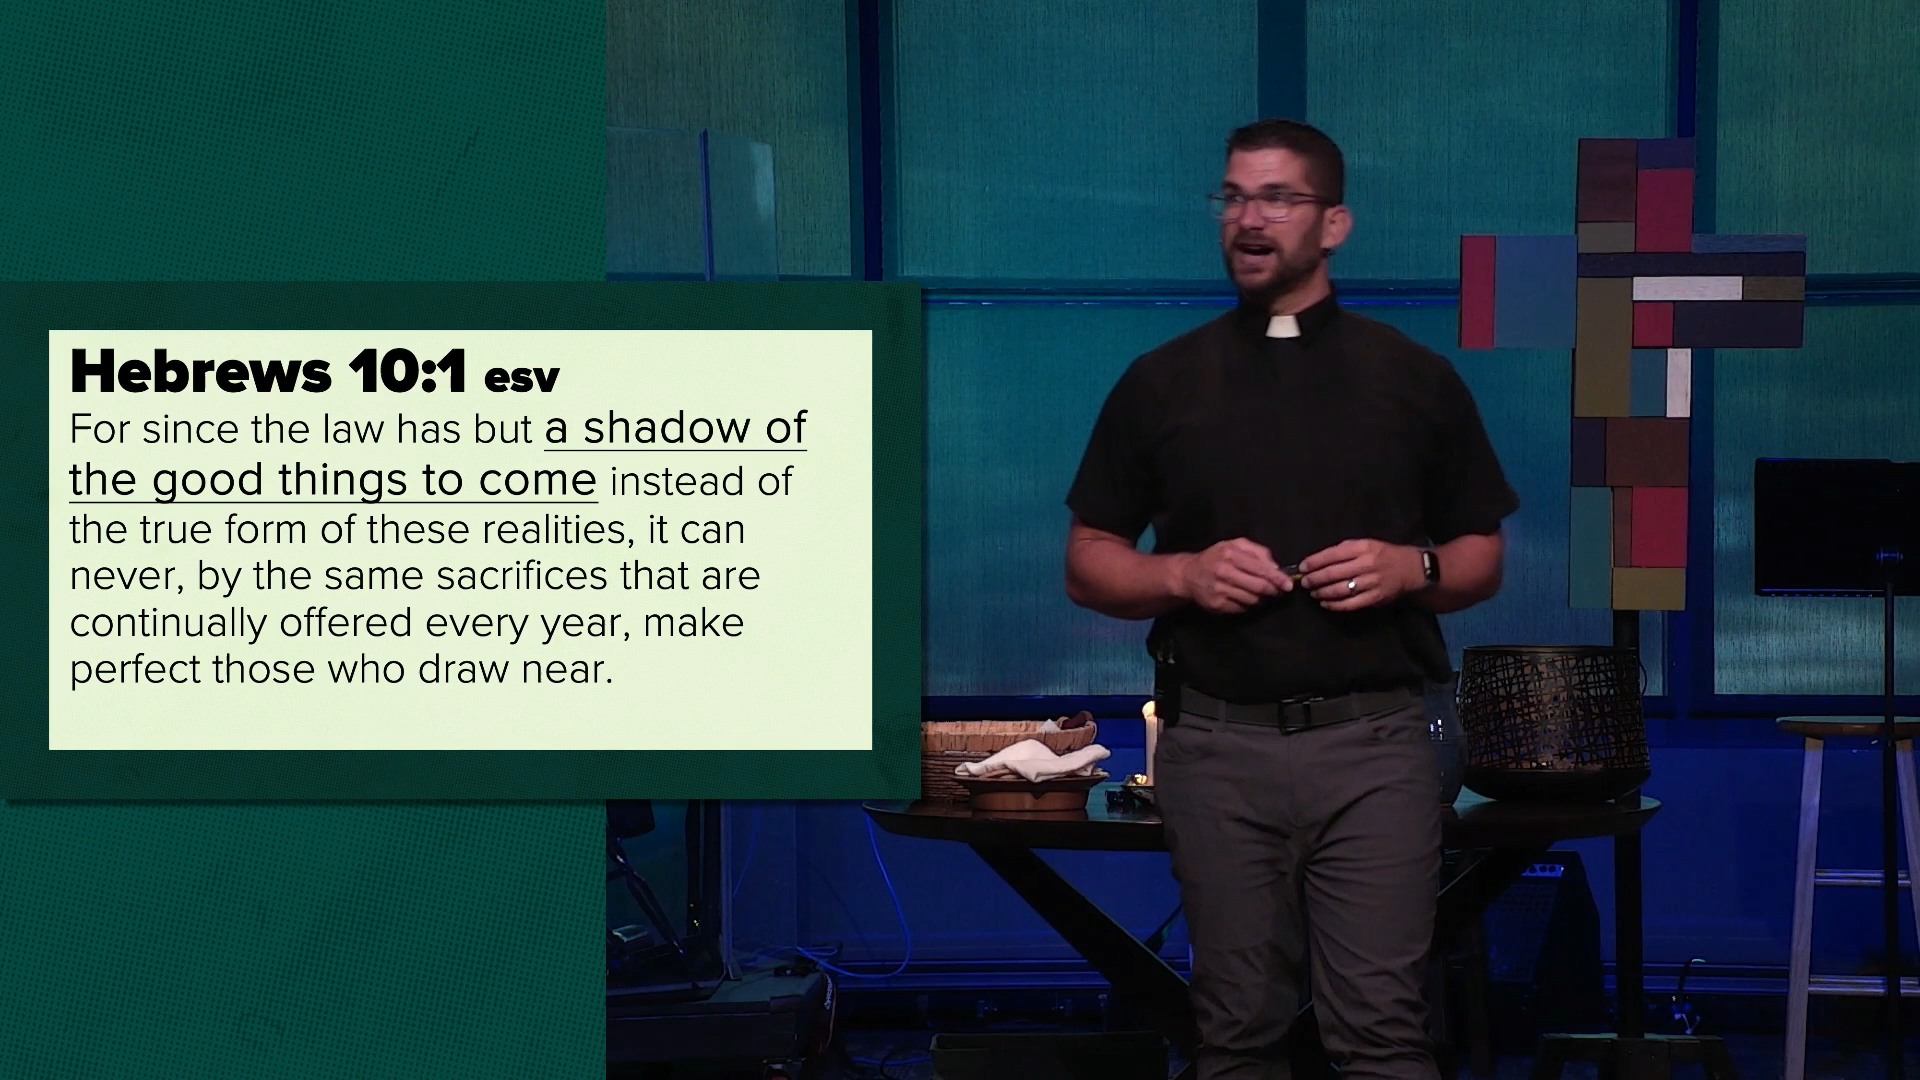 Hebrews 10:1 esv
For since the law has but a shadow of
the good things to come instead of
the true form of these realities, it can
never, by the same sacrifices that are
continually offered every year, make
perfect those who draw near.